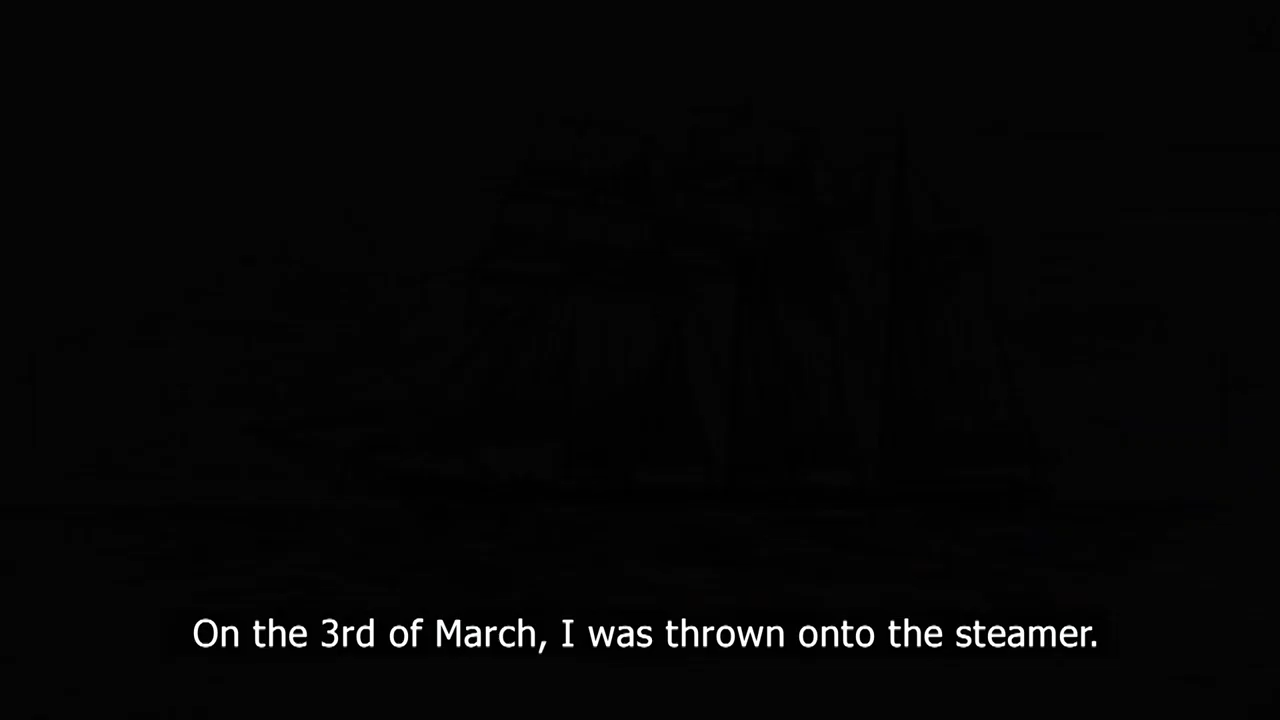 On the 3rd of March, I was thrown onto the steamer.